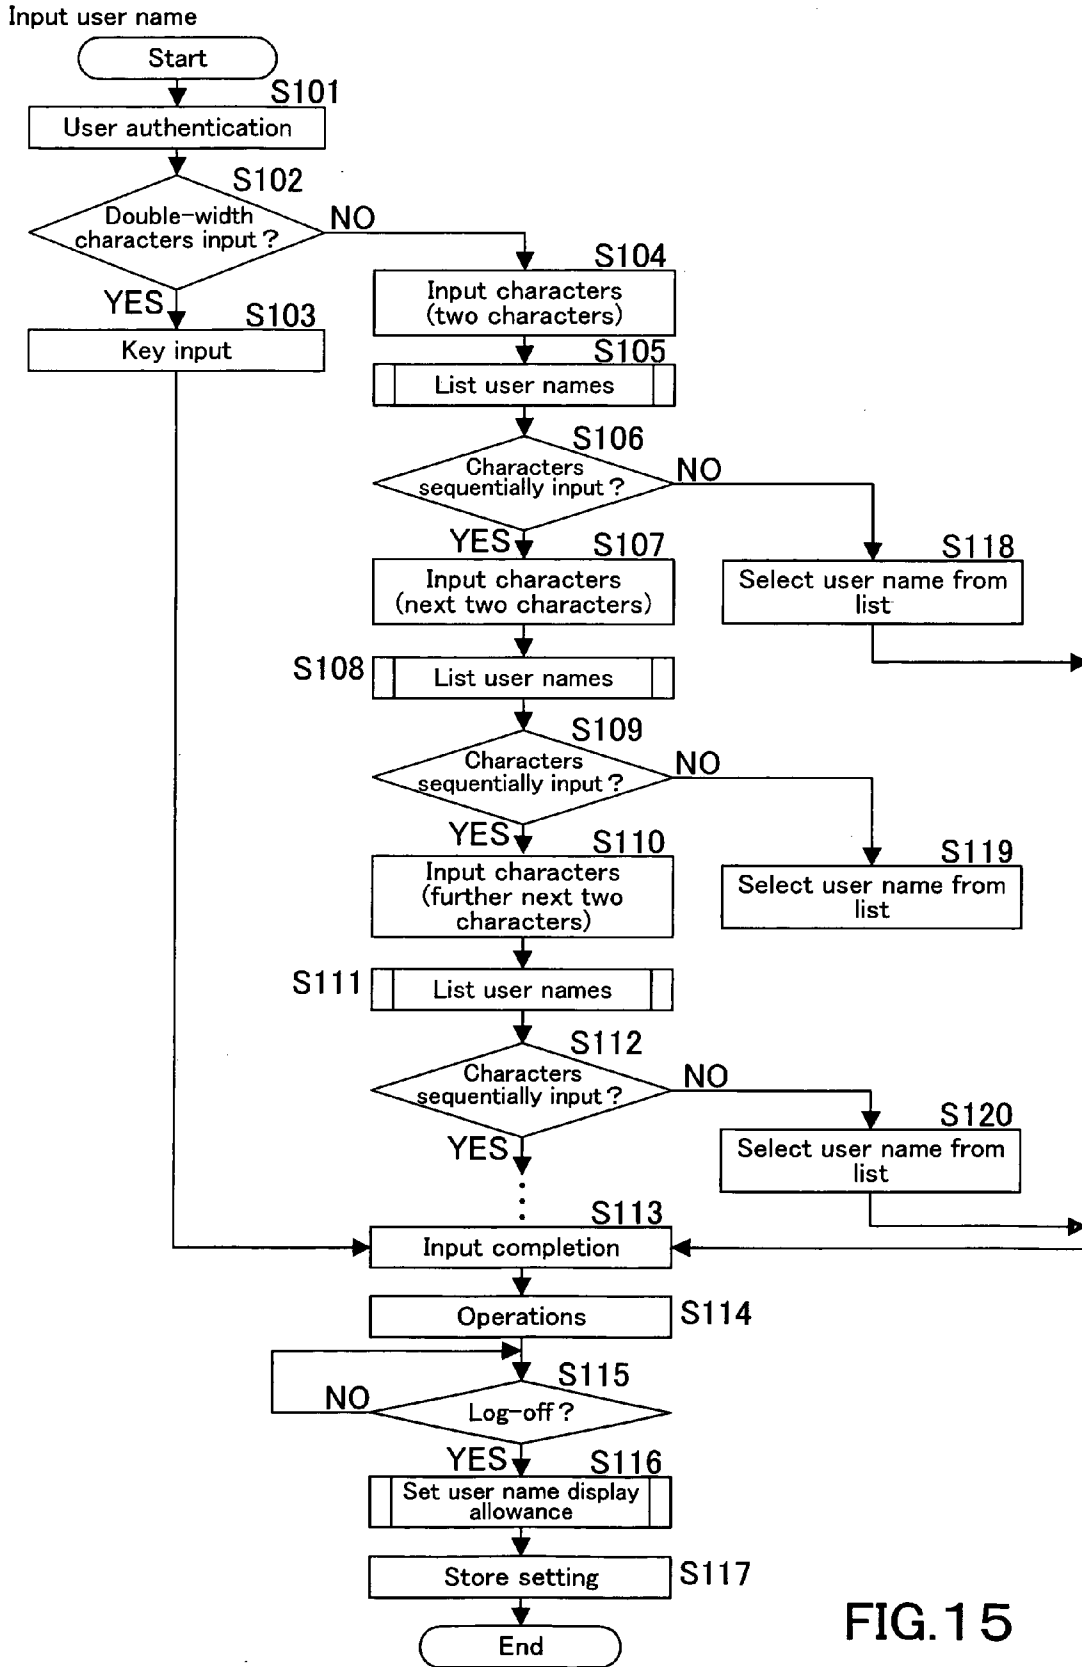 Input user name
Start
S101
User authentication
S102
Double-width
characters input?
NO
YES
S103
Key input
S104
Input characters
(two characters)
S105
List user names
S106
Characters
sequentially input?
NO
YES
S107
Input characters
(next two characters)
S118
Select user name from
list
S108
List user names
S109
Characters
sequentially input?
NO
YES
S110
Input characters
(further next two
characters)
S119
Select user name from
list
S111
List user names
S112
Characters
sequentially input?
NO
YES
S120
Select user name from
list
S113
Input completion
Operations
S114
S115
Log-off?
NO
YES
S116
Set user name display
allowance
Store setting
S117
End
FIG.15